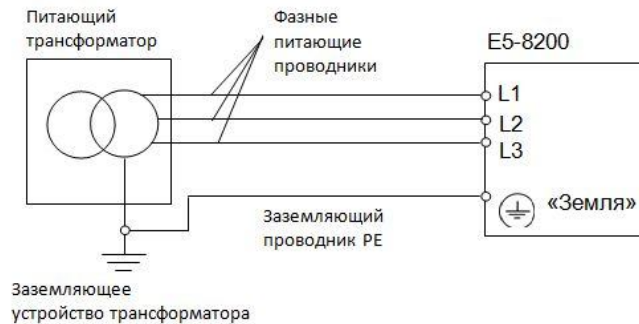 Питающий
трансформатор
Фазные
питающие
проводники
E5-8200
L1
L2
L3
«Земля»
Заземляющий
проводник PE
Заземляющее
устройство трансформатора